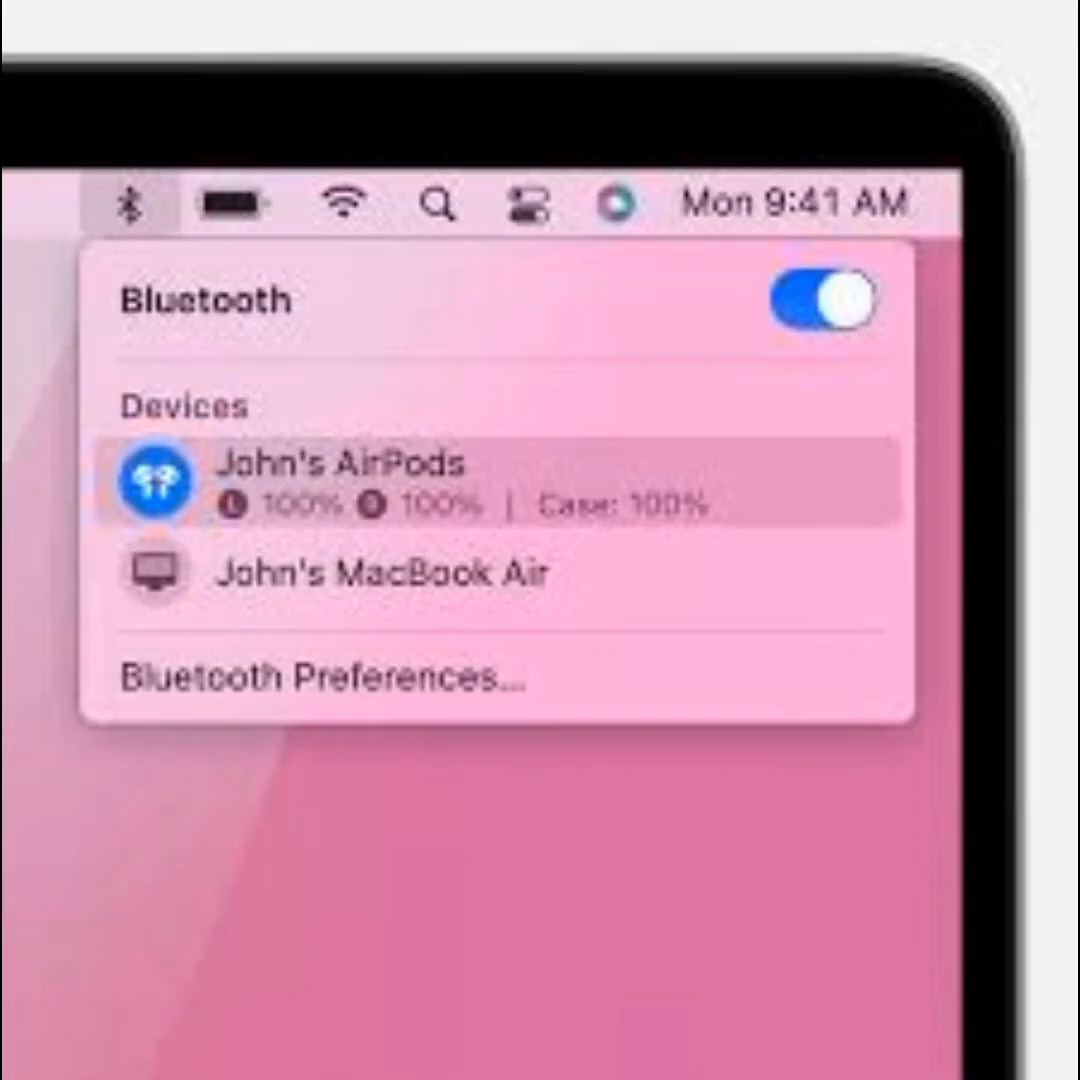 Mon 9:41 AM
Bluetooth
Devices
John's AirPods
L 100% R 100% | Case: 100%
John's MacBook Air
Bluetooth Preferences...